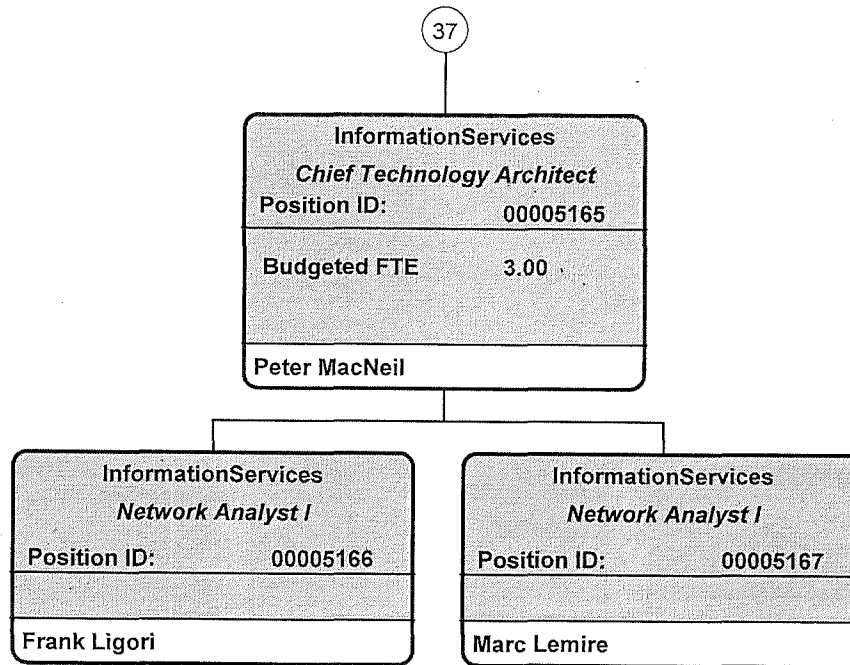 37
InformationServices
Chief Technology Architect
Position ID: 00005165
Budgeted FTE 3.00
Peter MacNeil
InformationServices
Network Analyst I
Position ID: 00005166
Frank Ligori
InformationServices
Network Analyst I
Position ID: 00005167
Marc Lemire